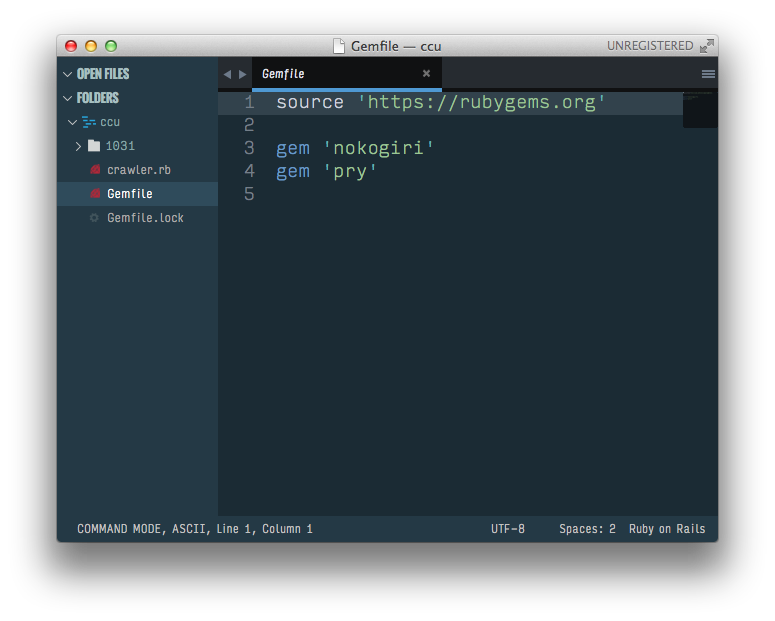 Gemfile — ccu
UNREGISTERED
OPEN FILES
FOLDERS
ccu
1031
crawler.rb
Gemfile
Gemfile.lock
Gemfile
1 source 'https://rubygems.org'
2
3 gem 'nokogiri'
4 gem 'pry'
5
COMMAND MODE, ASCII, Line 1, Column 1
UTF-8
Spaces: 2
Ruby on Rails